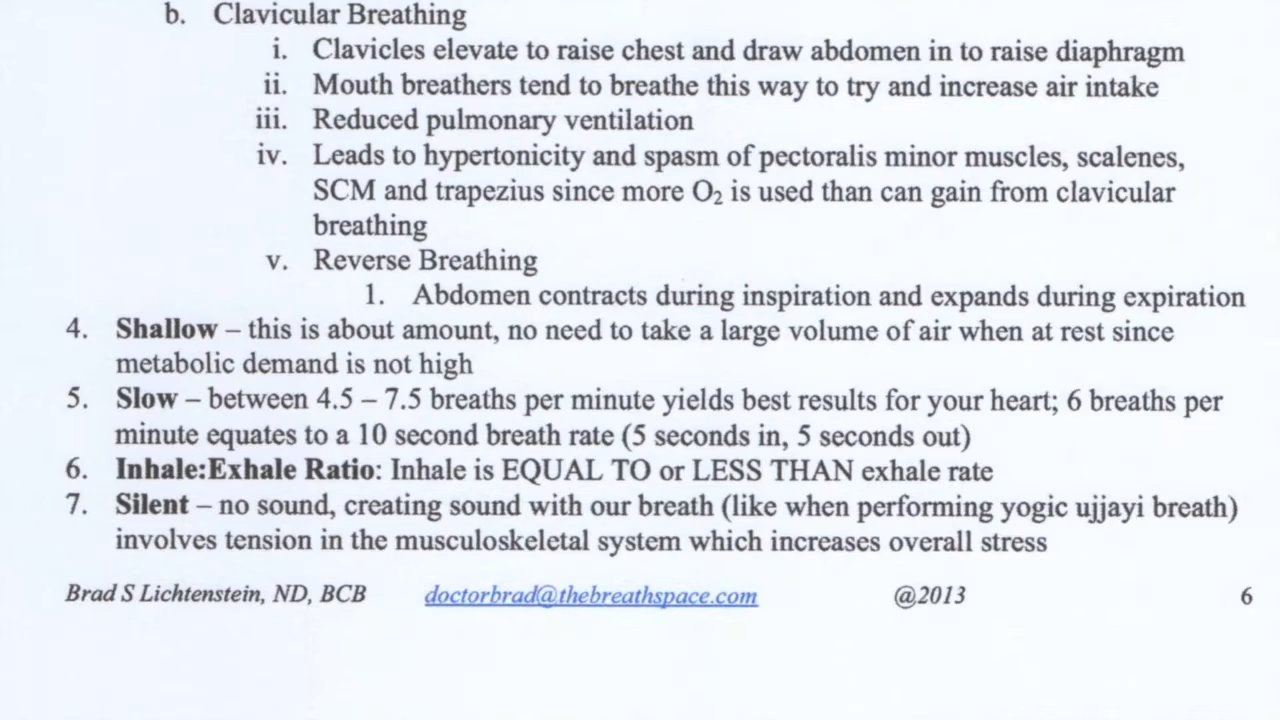 b. Clavicular Breathing
i. Clavicles elevate to raise chest and draw abdomen in to raise diaphragm
ii. Mouth breathers tend to breathe this way to try and increase air intake
iii. Reduced pulmonary ventilation
iv. Leads to hypertonicity and spasm of pectoralis minor muscles, scalenes,
SCM and trapezius since more O₂ is used than can gain from clavicular
breathing
v. Reverse Breathing
1. Abdomen contracts during inspiration and expands during expiration
4. Shallow – this is about amount, no need to take a large volume of air when at rest since
metabolic demand is not high
5. Slow – between 4.5 – 7.5 breaths per minute yields best results for your heart; 6 breaths per
minute equates to a 10 second breath rate (5 seconds in, 5 seconds out)
6. Inhale:Exhale Ratio: Inhale is EQUAL TO or LESS THAN exhale rate
7. Silent – no sound, creating sound with our breath (like when performing yogic ujjayi breath)
involves tension in the musculoskeletal system which increases overall stress
Brad S Lichtenstein, ND, BCB doctorbrad@thebreathspace.com @2013 6